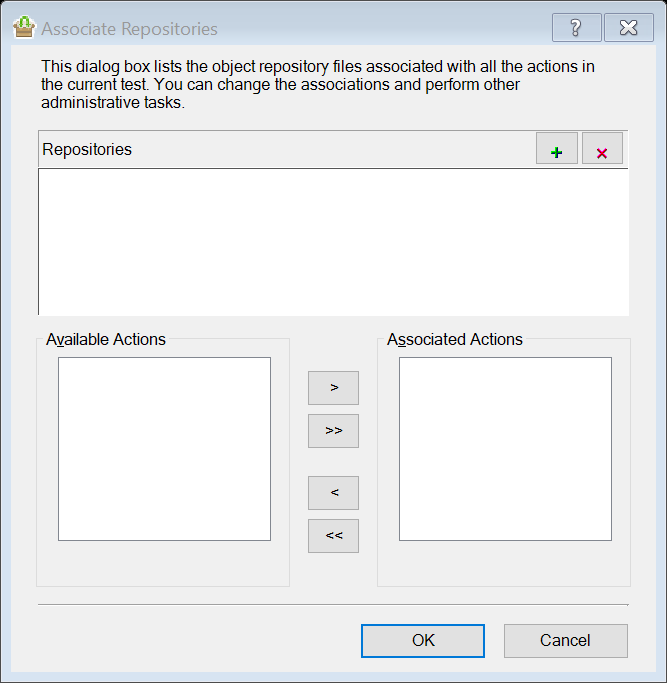 Associate Repositories
?
This dialog box lists the object repository files associated with all the actions in
the current test. You can change the associations and perform other
administrative tasks.
Repositories
Available Actions
Associated Actions
>
>>
<
<<
OK
Cancel